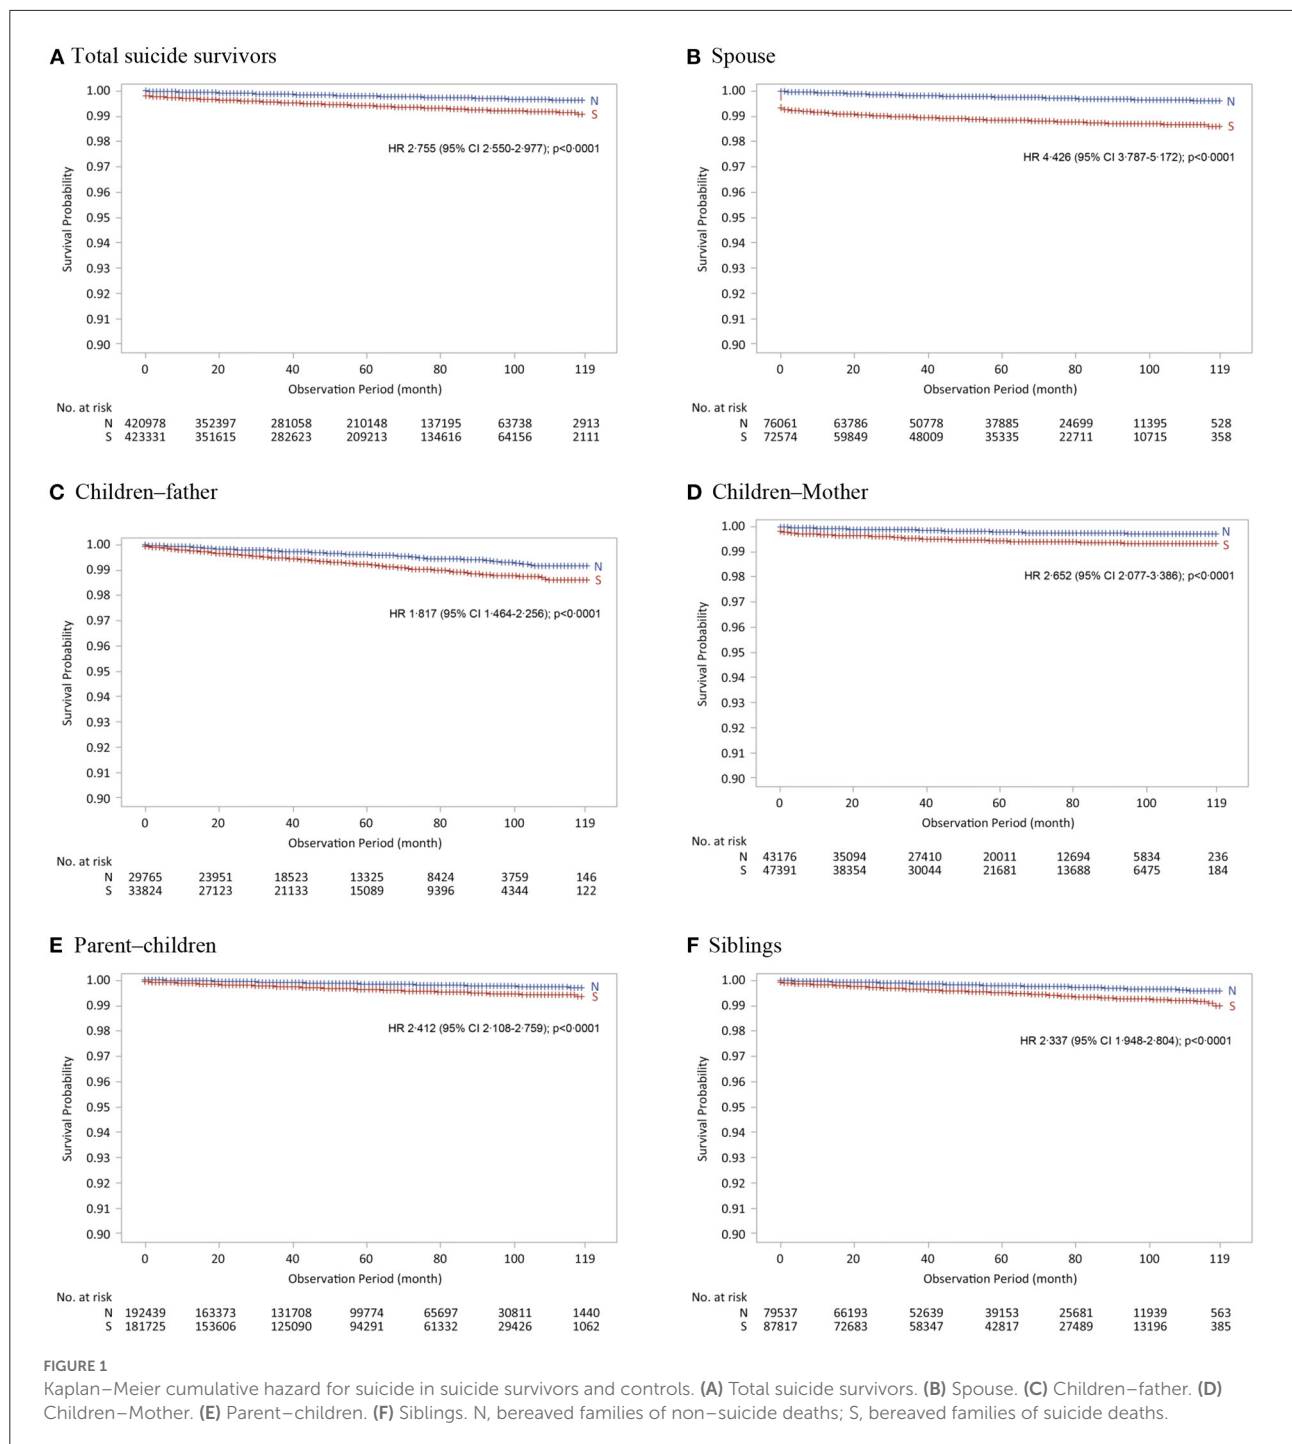 A Total suicide survivors
1.00
0.99
0.98
0.97
0.96
0.95
0.94
0.93
0.92
0.91
0.90
Survival Probability
N
S
HR 2·755 (95% CI 2·550-2·977); p<0·0001
0 20 40 60 80 100 119
Observation Period (month)
No. at risk
N 420978 352397 281058 210148 137195 63738 2913
S 423331 351615 282623 209213 134616 64156 2111
B Spouse
1.00
0.99
0.98
0.97
0.96
0.95
0.94
0.93
0.92
0.91
0.90
Survival Probability
N
S
HR 4·426 (95% CI 3·787-5·172); p<0·0001
0 20 40 60 80 100 119
Observation Period (month)
No. at risk
N 76061 63786 50778 37885 24699 11395 528
S 72574 59849 48009 35335 22711 10715 358
C Children–father
1.00
0.99
0.98
0.97
0.96
0.95
0.94
0.93
0.92
0.91
0.90
Survival Probability
N
S
HR 1·817 (95% CI 1·464-2·256); p<0·0001
0 20 40 60 80 100 119
Observation Period (month)
No. at risk
N 29765 23951 18523 13325 8424 3759 146
S 33824 27123 21133 15089 9396 4344 122
D Children–Mother
1.00
0.99
0.98
0.97
0.96
0.95
0.94
0.93
0.92
0.91
0.90
Survival Probability
N
S
HR 2·652 (95% CI 2·077-3·386); p<0·0001
0 20 40 60 80 100 119
Observation Period (month)
No. at risk
N 43176 35094 27410 20011 12694 5834 236
S 47391 38354 30044 21681 13688 6475 184
E Parent–children
1.00
0.99
0.98
0.97
0.96
0.95
0.94
0.93
0.92
0.91
0.90
Survival Probability
N
S
HR 2·412 (95% CI 2·108-2·759); p<0·0001
0 20 40 60 80 100 119
Observation Period (month)
No. at risk
N 192439 163373 131708 99774 65697 30811 1440
S 181725 153606 125090 94291 61332 29426 1062
F Siblings
1.00
0.99
0.98
0.97
0.96
0.95
0.94
0.93
0.92
0.91
0.90
Survival Probability
N
S
HR 2·337 (95% CI 1·948-2·804); p<0·0001
0 20 40 60 80 100 119
Observation Period (month)
No. at risk
N 79537 66193 52639 39153 25681 11939 563
S 87817 72683 58347 42817 27489 13196 385
FIGURE 1
Kaplan–Meier cumulative hazard for suicide in suicide survivors and controls. (A) Total suicide survivors. (B) Spouse. (C) Children–father. (D)
Children–Mother. (E) Parent–children. (F) Siblings. N, bereaved families of non–suicide deaths; S, bereaved families of suicide deaths.